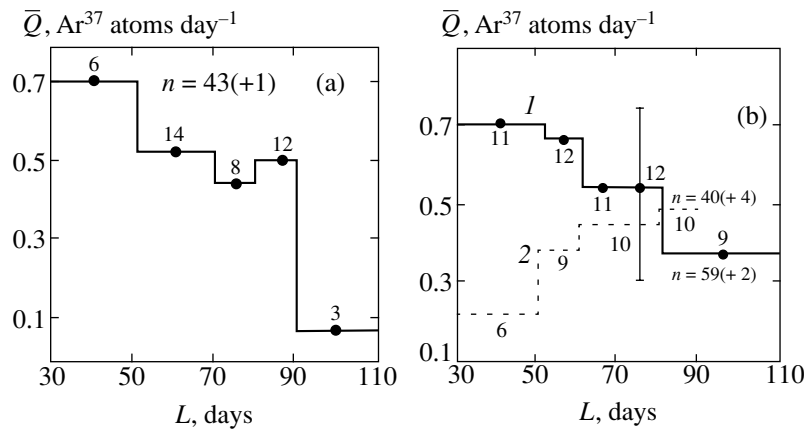 Q̅, Ar³⁷ atoms day⁻¹
0.7
0.5
0.3
0.1
30 50 70 90 110
L, days
6
14
8
12
3
n = 43(+1)
(a)
Q̅, Ar³⁷ atoms day⁻¹
0.7
0.5
0.3
0.1
30 50 70 90 110
L, days
1
11
12
11
12
9
(b)
n = 40(+ 4)
2
6
9
10
10
n = 59(+ 2)